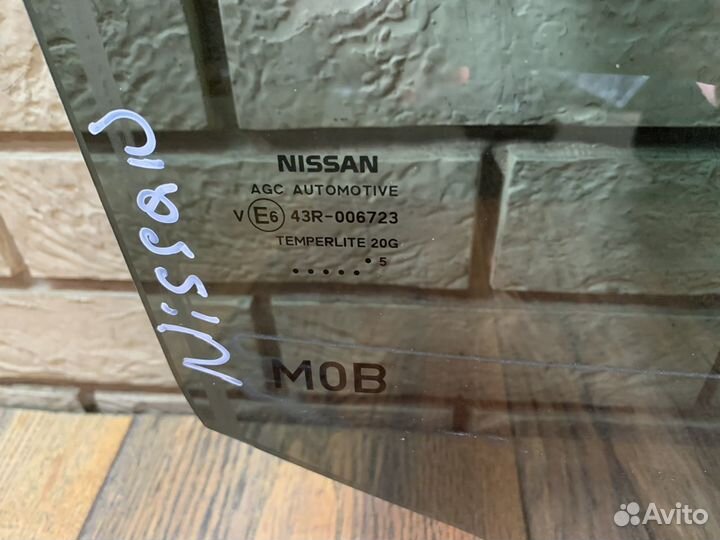 Nissan
NISSAN
AGC AUTOMOTIVE
V E6 43R-006723
TEMPERLITE 20G
• 5
• • • • •
M0B
Avito